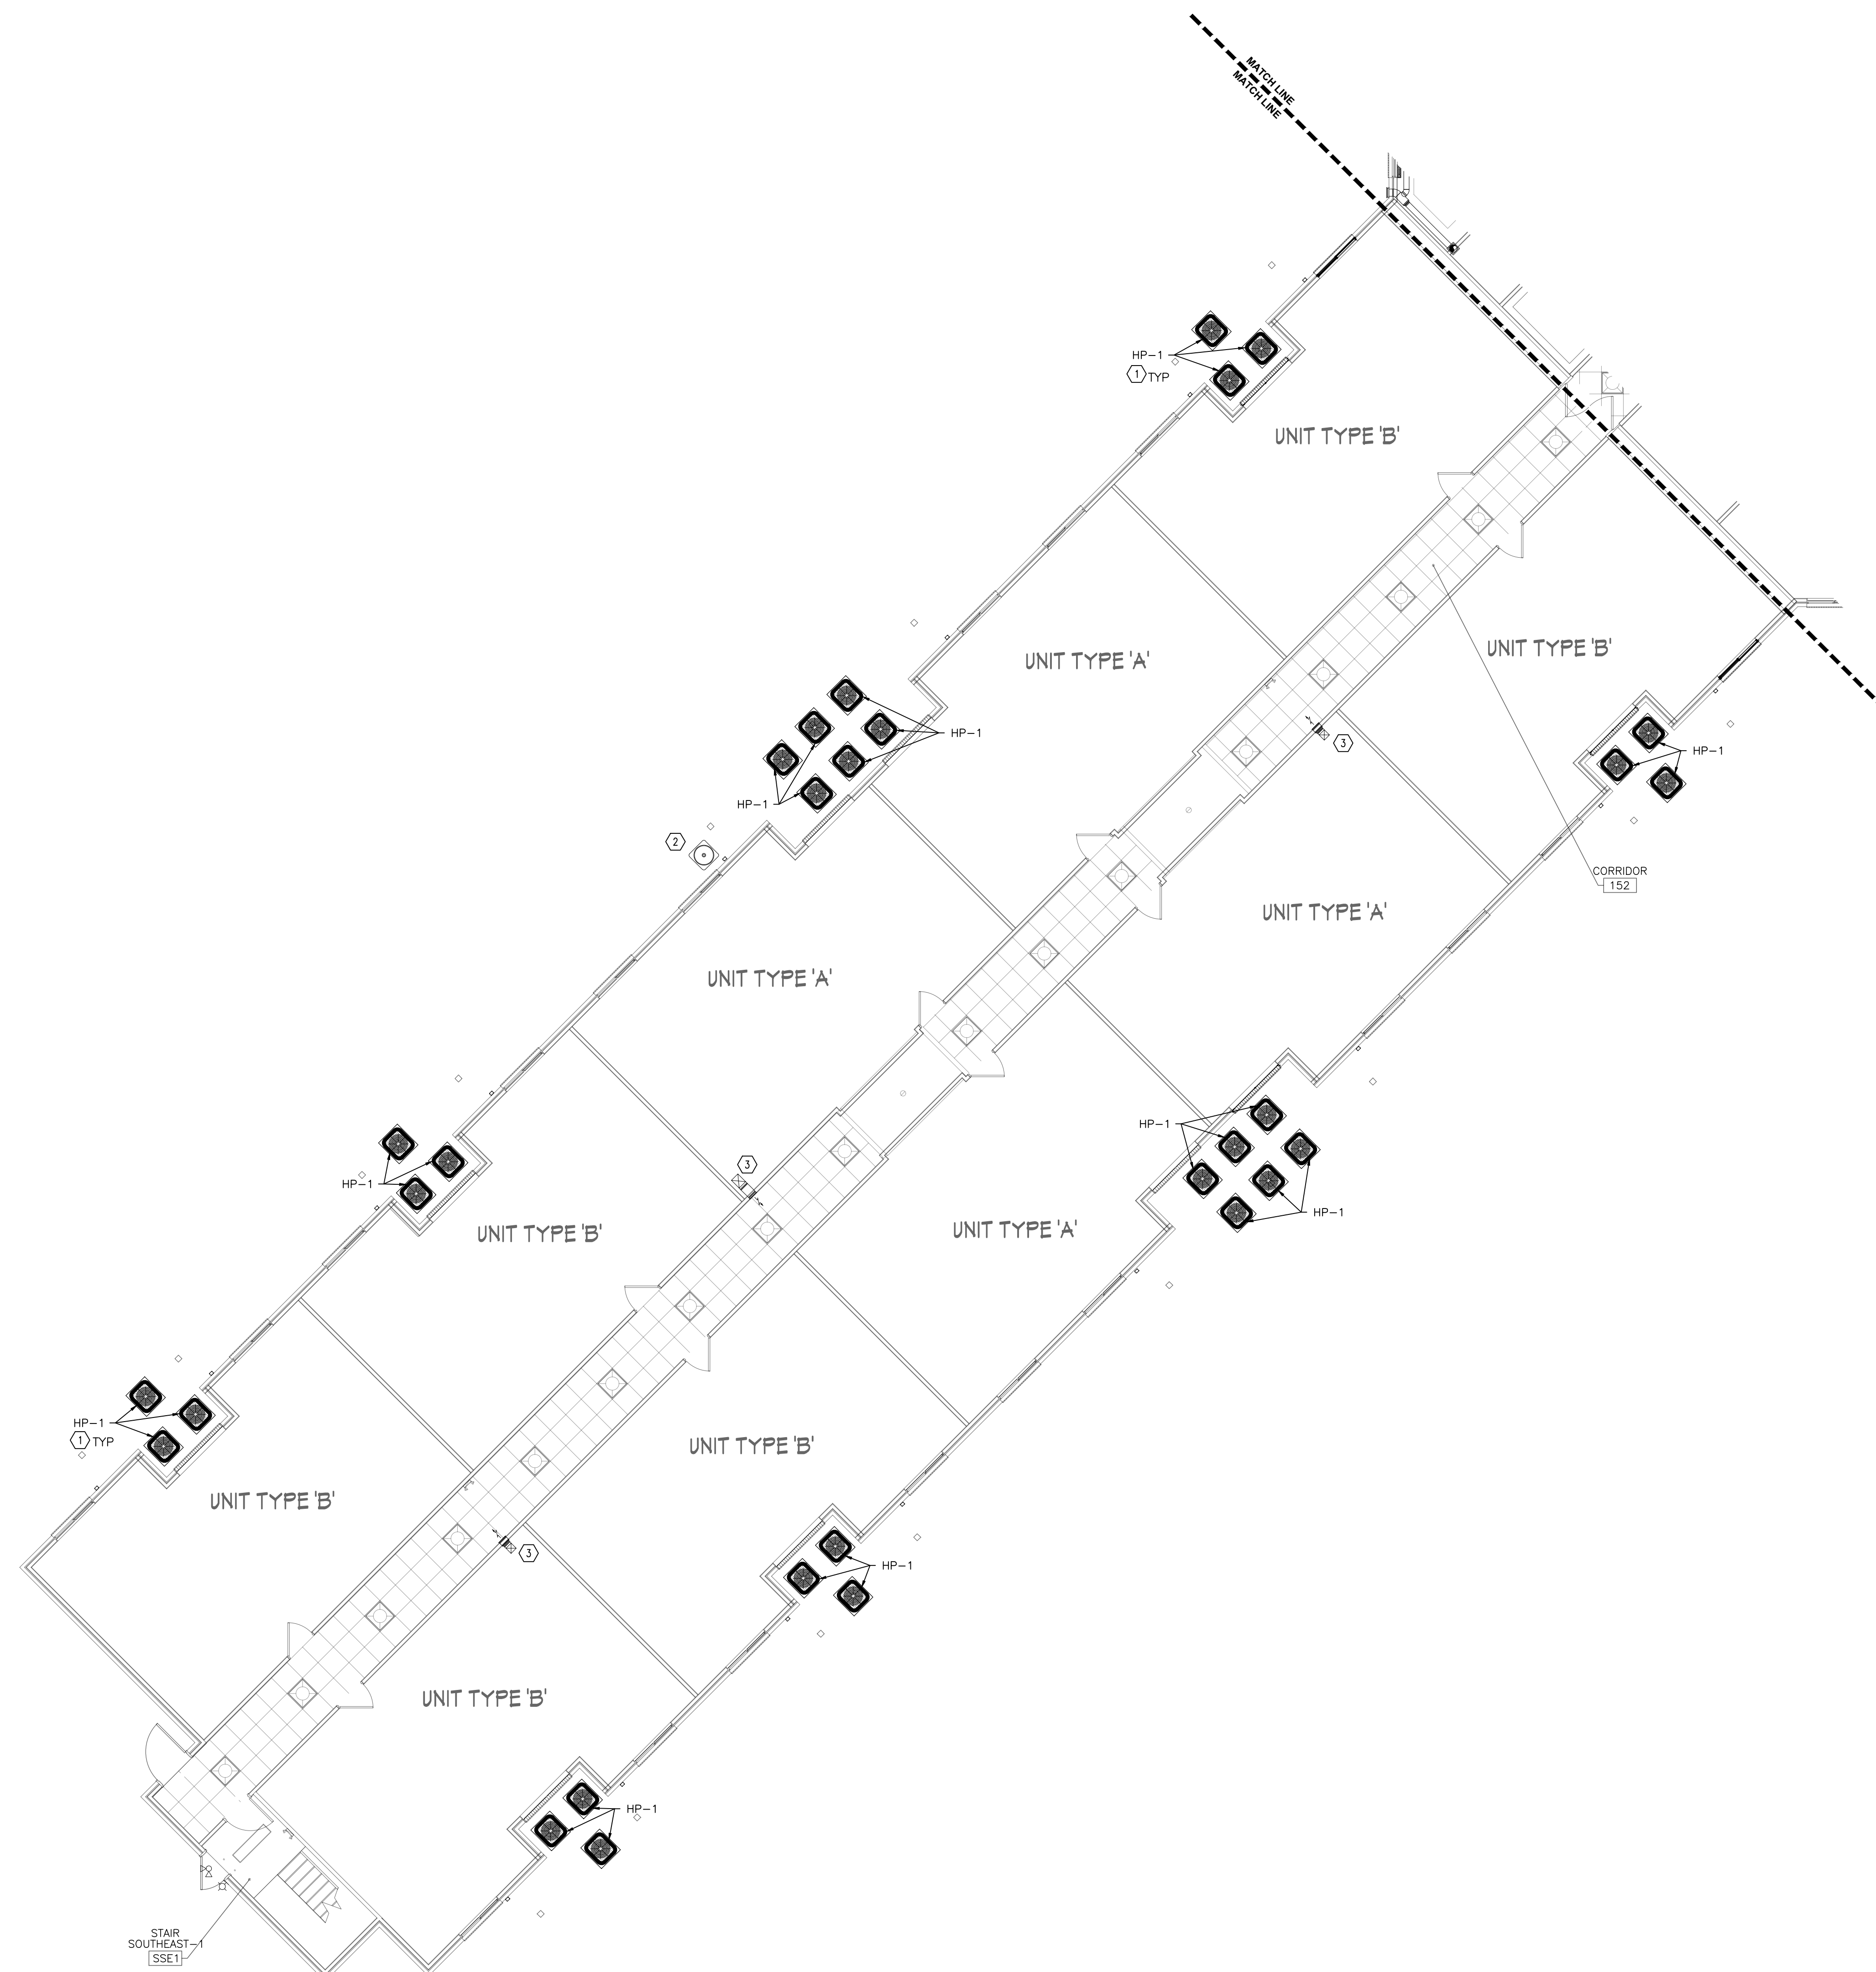 MATCH LINE
MATCH LINE
HP-1
1 TYP
UNIT TYPE 'B'
UNIT TYPE 'B'
UNIT TYPE 'A'
HP-1
3
HP-1
HP-1
2
CORRIDOR
152
UNIT TYPE 'A'
UNIT TYPE 'A'
HP-1
3
HP-1
HP-1
UNIT TYPE 'B'
UNIT TYPE 'A'
HP-1
1 TYP
UNIT TYPE 'B'
UNIT TYPE 'B'
3
HP-1
UNIT TYPE 'B'
HP-1
STAIR
SOUTHEAST-1
SSE1